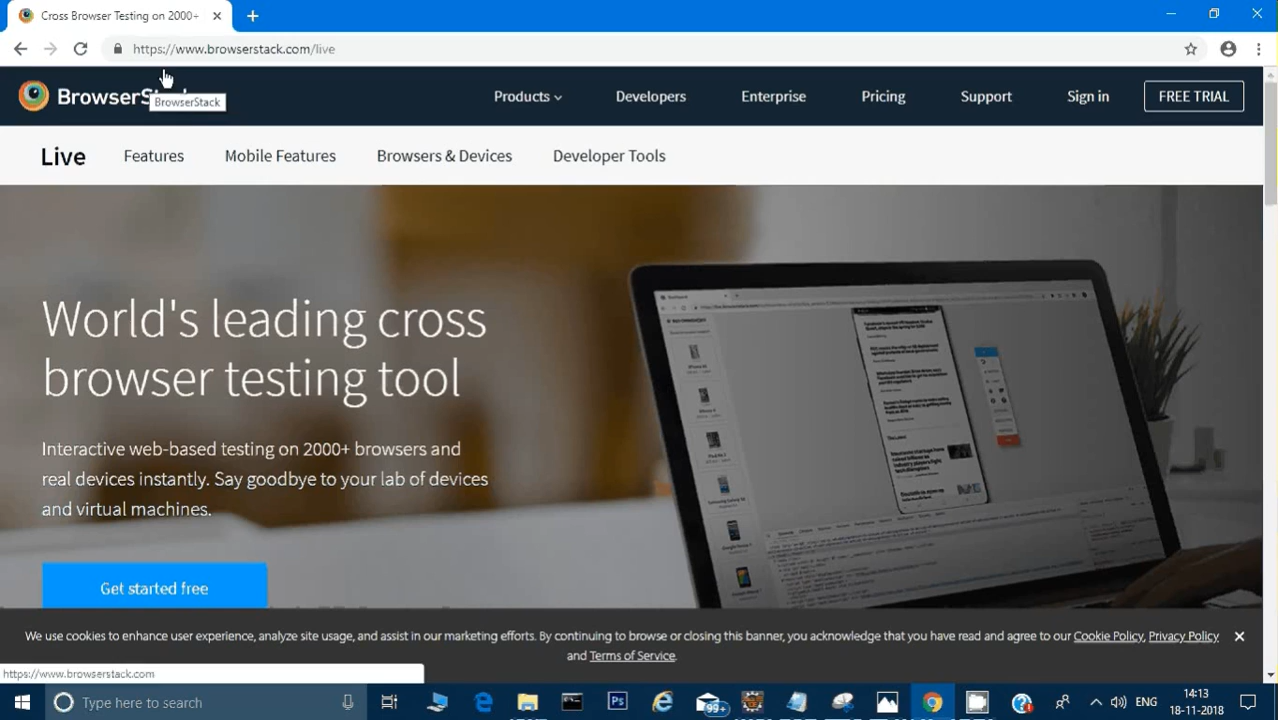 Cross Browser Testing on 2000+
https://www.browserstack.com/live
BrowserS
BrowserStack
Products
Developers
Enterprise
Pricing
Support
Sign in
FREE TRIAL
Live
Features
Mobile Features
Browsers & Devices
Developer Tools
World's leading cross
browser testing tool
Interactive web-based testing on 2000+ browsers and
real devices instantly. Say goodbye to your lab of devices
and virtual machines.
Get started free
We use cookies to enhance user experience, analyze site usage, and assist in our marketing efforts. By continuing to browse or closing this banner, you acknowledge that you have read and agree to our Cookie Policy, Privacy Policy
and Terms of Service.
https://www.browserstack.com
Type here to search
99+
ENG
14:13
18-11-2018